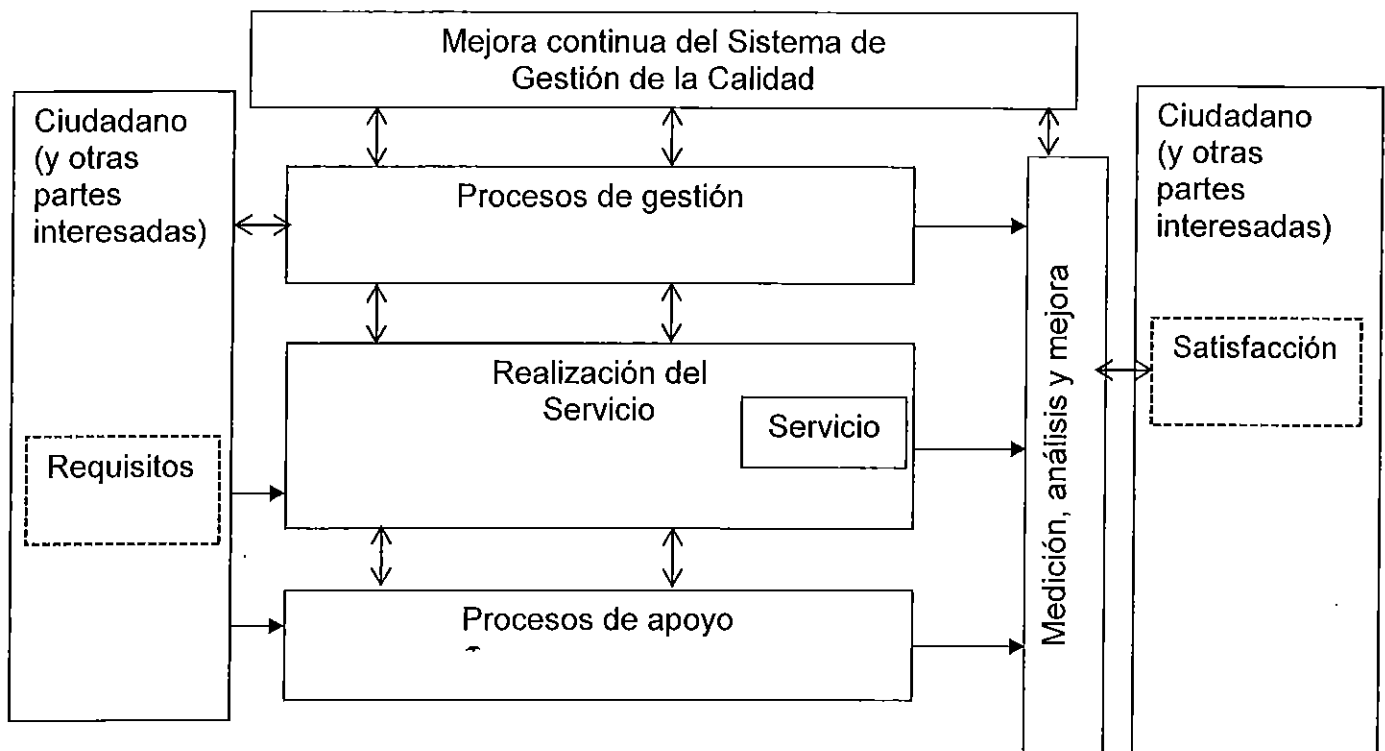 Mejora continua del Sistema de
Gestión de la Calidad
Ciudadano
(y otras
partes
interesadas)
Requisitos
Procesos de gestión
Realización del
Servicio
Servicio
Procesos de apoyo
Medición, análisis y mejora
Ciudadano
(y otras
partes
interesadas)
Satisfacción